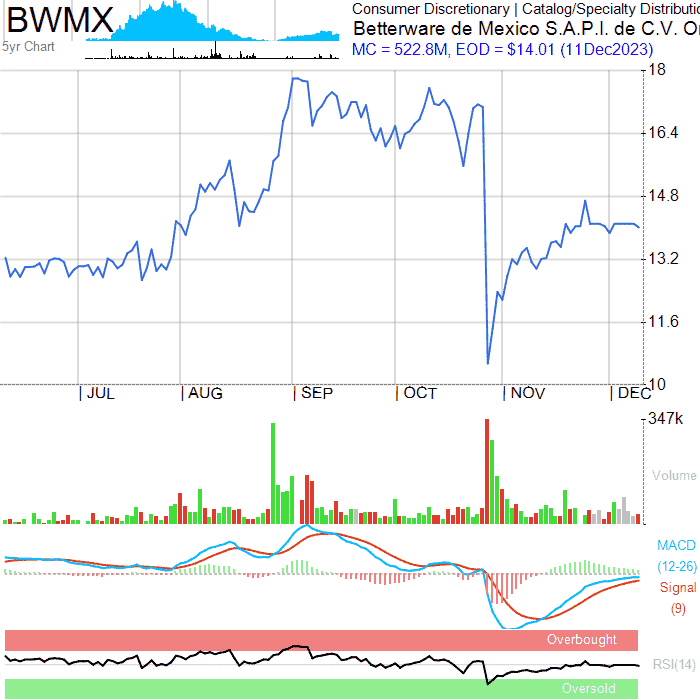 BWMX
5yr Chart
Consumer Discretionary | Catalog/Specialty Distributio
Betterware de Mexico S.A.P.I. de C.V. Or
MC = 522.8M, EOD = $14.01 (11Dec2023)
18
16.4
14.8
13.2
11.6
10
| JUL | AUG | SEP | OCT | NOV | DEC
347k
Volume
MACD
(12-26)
Signal
(9)
Overbought
RSI(14)
Oversold